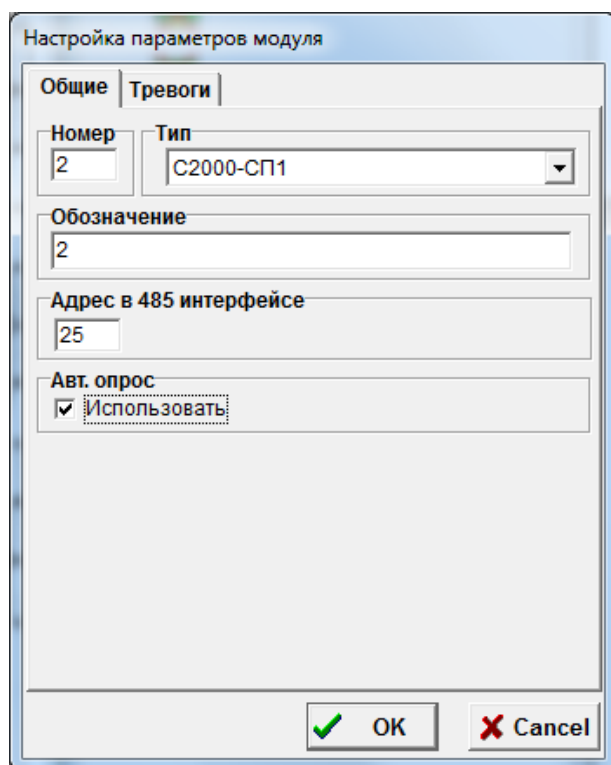 Настройка параметров модуля
Общие Тревоги
Номер Тип
2 С2000-СП1
Обозначение
2
Адрес в 485 интерфейсе
25
Авт. опрос
Использовать
OK Cancel